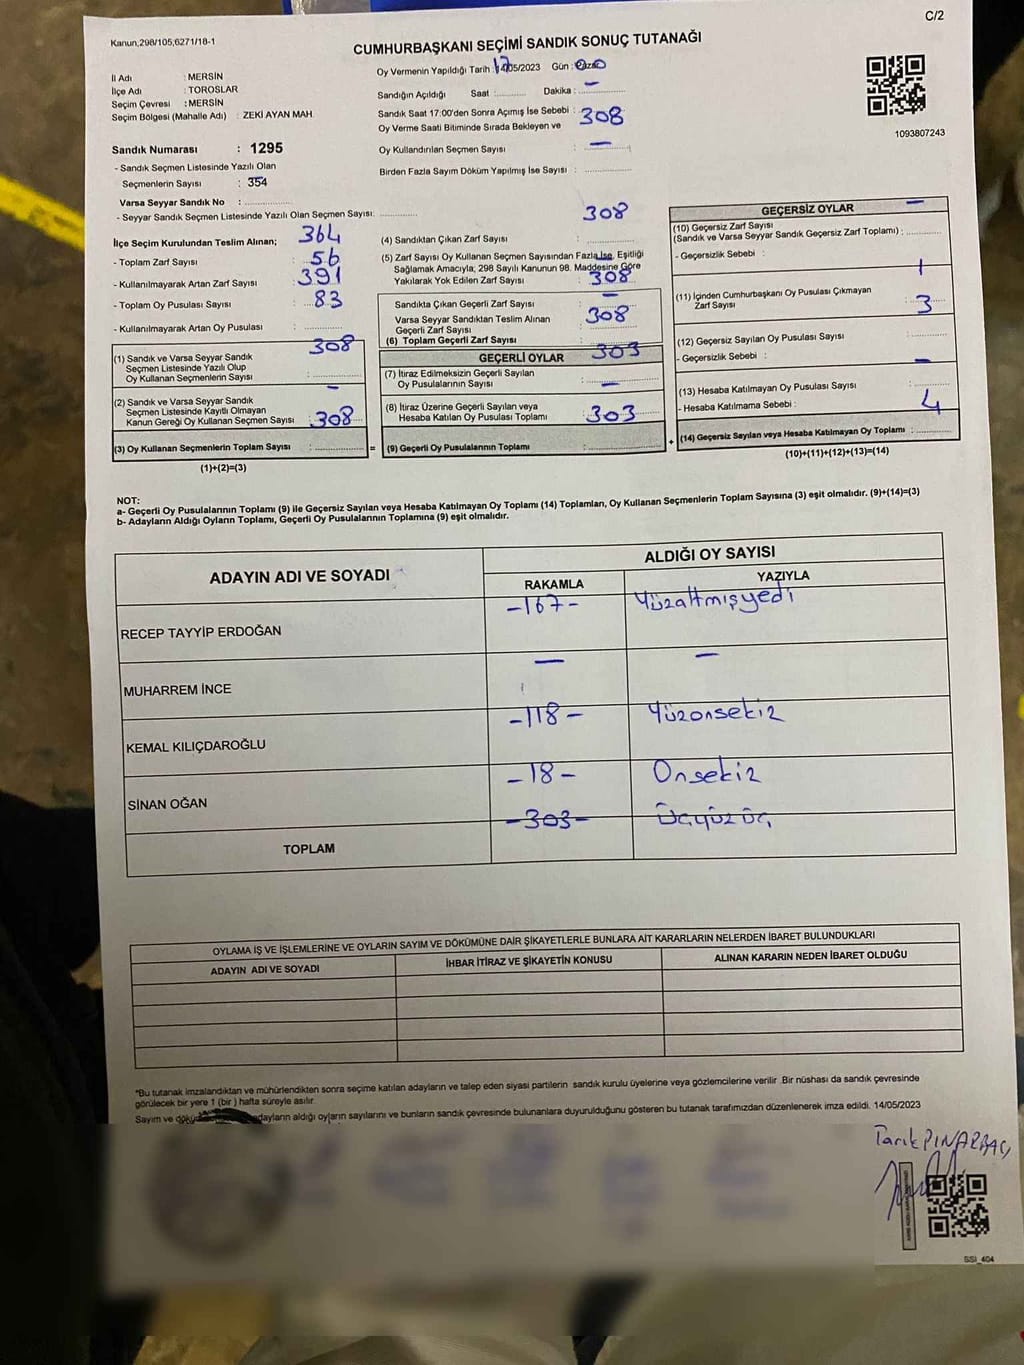 C/2
Kanun,298/105,6271/18-1
CUMHURBAŞKANI SEÇİMİ SANDIK SONUÇ TUTANAĞI
İl Adı : MERSİN
İlçe Adı : TOROSLAR
Seçim Çevresi : MERSİN
Seçim Bölgesi (Mahalle Adı) : ZEKİ AYAN MAH.
Sandık Numarası : 1295
- Sandık Seçmen Listesinde Yazılı Olan
Seçmenlerin Sayısı : 354
Varsa Seyyar Sandık No :
- Seyyar Sandık Seçmen Listesinde Yazılı Olan Seçmen Sayısı:
İlçe Seçim Kurulundan Teslim Alınan; 364
- Toplam Zarf Sayısı : 56
- Kullanılmayarak Artan Zarf Sayısı : 391
- Toplam Oy Pusulası Sayısı : 83
- Kullanılmayarak Artan Oy Pusulası :
308
(1) Sandık ve Varsa Seyyar Sandık
Seçmen Listesinde Yazılı Olup
Oy Kullanan Seçmenlerin Sayısı :
–
(2) Sandık ve Varsa Seyyar Sandık
Seçmen Listesinde Kayıtlı Olmayan
Kanun Gereği Oy Kullanan Seçmen Sayısı : 308
(3) Oy Kullanan Seçmenlerin Toplam Sayısı : =
(1)+(2)=(3)
Oy Vermenin Yapıldığı Tarih : /05/2023 Gün : Pazar
Sandığın Açıldığı Saat : Dakika : –
Sandık Saat 17:00'den Sonra Açımış İse Sebebi :
Oy Verme Saati Bitiminde Sırada Bekleyen ve 308
Oy Kullandırılan Seçmen Sayısı : –
Birden Fazla Sayım Döküm Yapılmış İse Sayısı :
308
(4) Sandıktan Çıkan Zarf Sayısı :
(5) Zarf Sayısı Oy Kullanan Seçmen Sayısından Fazla İse, Eşitliği
Sağlamak Amacıyla, 298 Sayılı Kanunun 98. Maddesine Göre
Yakılarak Yok Edilen Zarf Sayısı : 308
–
Sandıkta Çıkan Geçerli Zarf Sayısı :
Varsa Seyyar Sandıktan Teslim Alınan
Geçerli Zarf Sayısı : 308
(6) Toplam Geçerli Zarf Sayısı :
GEÇERLİ OYLAR 303
(7) İtiraz Edilmeksizin Geçerli Sayılan
Oy Pusulalarının Sayısı : –
(8) İtiraz Üzerine Geçerli Sayılan veya
Hesaba Katılan Oy Pusulası Toplamı : 303
(9) Geçerli Oy Pusulalarının Toplamı : +
1093807243
GEÇERSİZ OYLAR –
(10) Geçersiz Zarf Sayısı
(Sandık ve Varsa Seyyar Sandık Geçersiz Zarf Toplamı) :
- Geçersizlik Sebebi :
1
(11) İçinden Cumhurbaşkanı Oy Pusulası Çıkmayan
Zarf Sayısı : 3
(12) Geçersiz Sayılan Oy Pusulası Sayısı :
- Geçersizlik Sebebi : –
(13) Hesaba Katılmayan Oy Pusulası Sayısı :
- Hesaba Katılmama Sebebi : 4
(14) Geçersiz Sayılan veya Hesaba Katılmayan Oy Toplamı :
(10)+(11)+(12)+(13)=(14)
NOT:
a- Geçerli Oy Pusulalarının Toplamı (9) ile Geçersiz Sayılan veya Hesaba Katılmayan Oy Toplamı (14) Toplamları, Oy Kullanan Seçmenlerin Toplam Sayısına (3) eşit olmalıdır. (9)+(14)=(3)
b- Adayların Aldığı Oyların Toplamı, Geçerli Oy Pusulalarının Toplamına (9) eşit olmalıdır.
ADAYIN ADI VE SOYADI ALDIĞI OY SAYISI
RAKAMLA YAZIYLA
RECEP TAYYİP ERDOĞAN -167- Yüzaltmışyedi
MUHARREM İNCE – –
KEMAL KILIÇDAROĞLU -118- Yüzonsekiz
SİNAN OĞAN -18- Onsekiz
TOPLAM -303- Üçyüzüç
OYLAMA İŞ VE İŞLEMLERİNE VE OYLARIN SAYIM VE DÖKÜMÜNE DAİR ŞİKAYETLERLE BUNLARA AİT KARARLARIN NELERDEN İBARET BULUNDUKLARI
ADAYIN ADI VE SOYADI İHBAR İTİRAZ VE ŞİKAYETİN KONUSU ALINAN KARARIN NEDEN İBARET OLDUĞU
*Bu tutanak imzalandıktan ve mühürlendikten sonra seçime katılan adayların ve talep eden siyasi partilerin sandık kurulu üyelerine veya gözlemcilerine verilir .Bir nüshası da sandık çevresinde
görülecek bir yere 1 (bir ) hafta süreyle asılır.
Sayım ve adayların aldığı oyların sayılarını ve bunların sandık çevresinde bulunanlara duyurulduğunu gösteren bu tutanak tarafımızdan düzenlenerek imza edildi. 14/05/2023
Tarık PINARBAŞI
SSİ_404